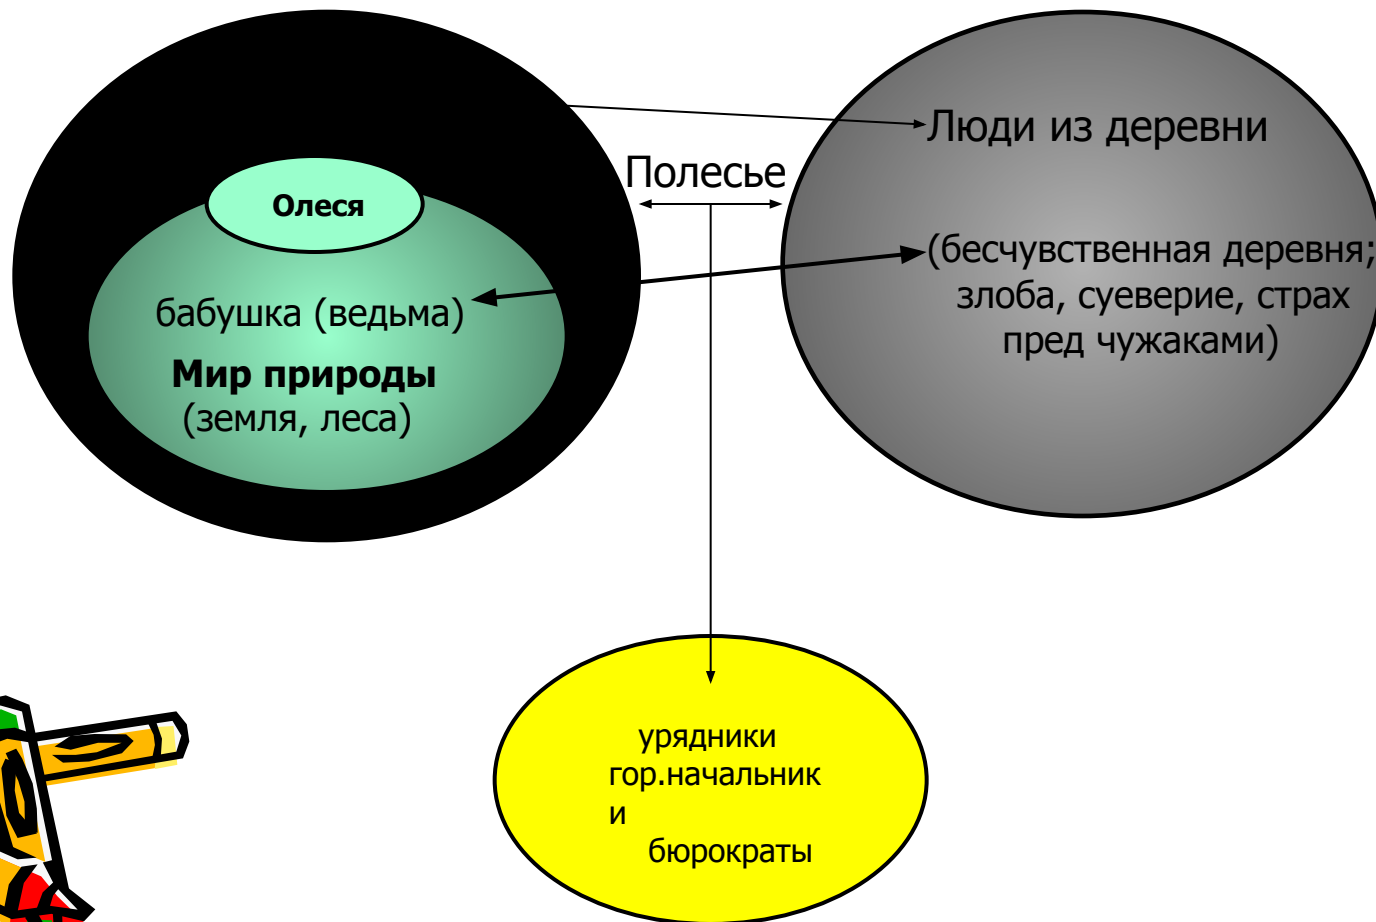 Олеся
бабушка (ведьма)
Мир природы
(земля, леса)
Полесье
Люди из деревни
(бесчувственная деревня;
злоба, суеверие, страх
пред чужаками)
урядники
гор.начальник
и
бюрократы